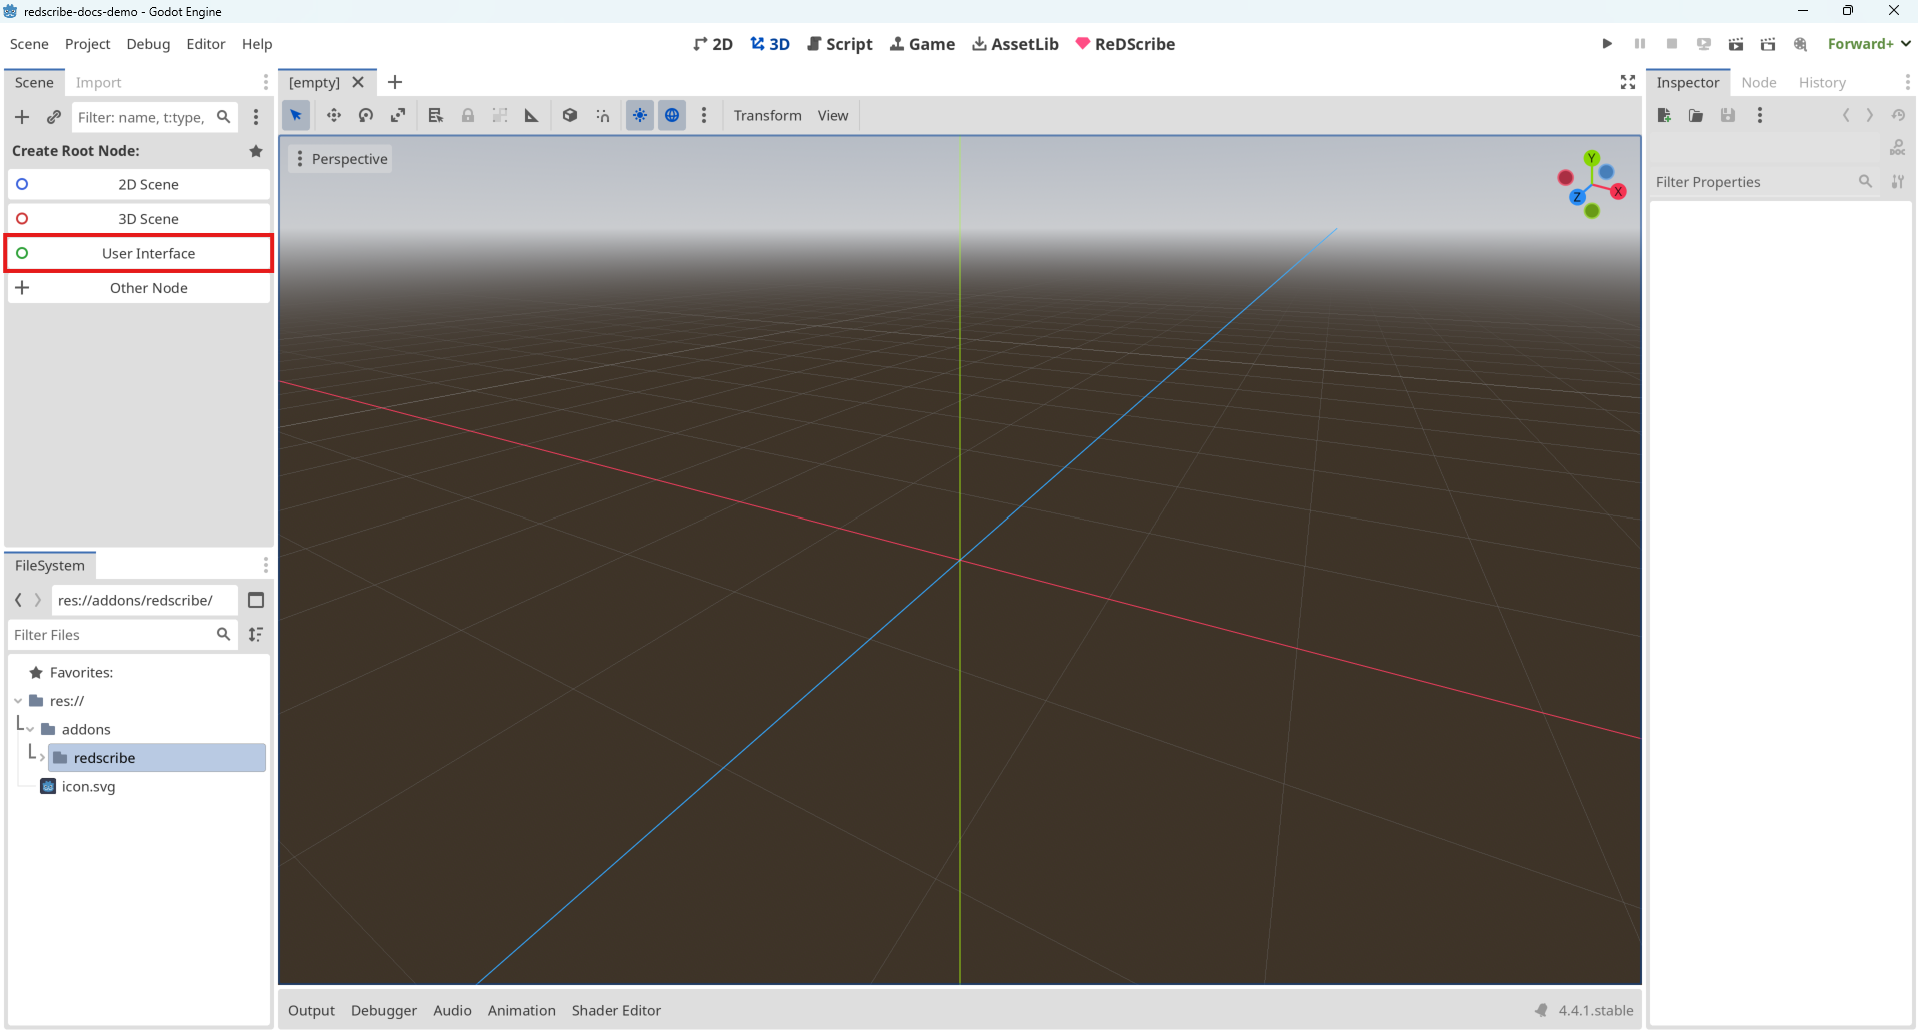 redscribe-docs-demo - Godot Engine
Scene Project Debug Editor Help
2D 3D Script Game AssetLib ReDScribe
Forward+
Scene Import
[empty]
Inspector Node History
Filter: name, t:type,
Transform View
Create Root Node:
2D Scene
3D Scene
User Interface
Other Node
Perspective
Y
X
Z
DOC
Filter Properties
FileSystem
res://addons/redscribe/
Filter Files
Favorites:
res://
addons
redscribe
icon.svg
Output Debugger Audio Animation Shader Editor
4.4.1.stable